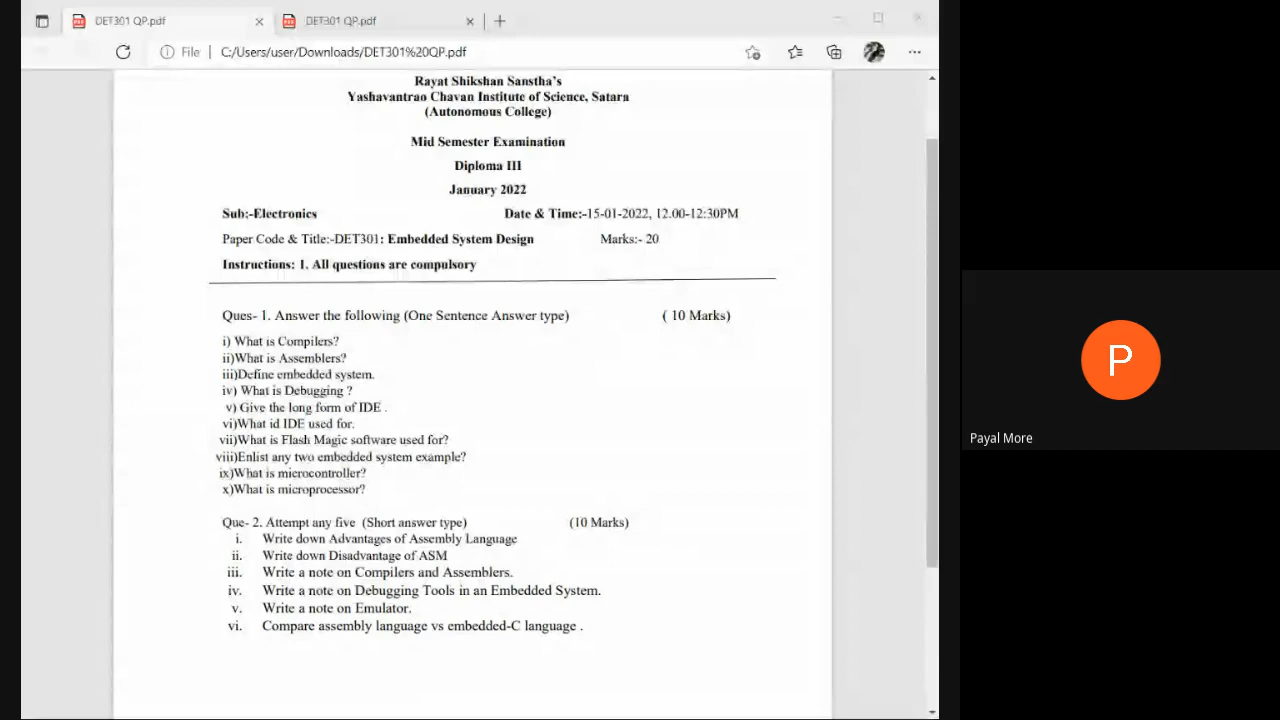 DET301 QP.pdf
DET301 QP.pdf
File
C:/Users/user/Downloads/DET301%20QP.pdf
Rayat Shikshan Sanstha's
Yashavantrao Chavan Institute of Science, Satara
(Autonomous College)
Mid Semester Examination
Diploma III
January 2022
Sub:-Electronics Date & Time:-15-01-2022, 12.00-12:30PM
Paper Code & Title:-DET301: Embedded System Design Marks:- 20
Instructions: 1. All questions are compulsory
Ques- 1. Answer the following (One Sentence Answer type) ( 10 Marks)
i) What is Compilers?
ii)What is Assemblers?
iii)Define embedded system.
iv) What is Debugging ?
v) Give the long form of IDE .
vi)What id IDE used for.
vii)What is Flash Magic software used for?
viii)Enlist any two embedded system example?
ix)What is microcontroller?
x)What is microprocessor?
Que- 2. Attempt any five (Short answer type) (10 Marks)
i. Write down Advantages of Assembly Language
ii. Write down Disadvantage of ASM
iii. Write a note on Compilers and Assemblers.
iv. Write a note on Debugging Tools in an Embedded System.
v. Write a note on Emulator.
vi. Compare assembly language vs embedded-C language .
P
Payal More